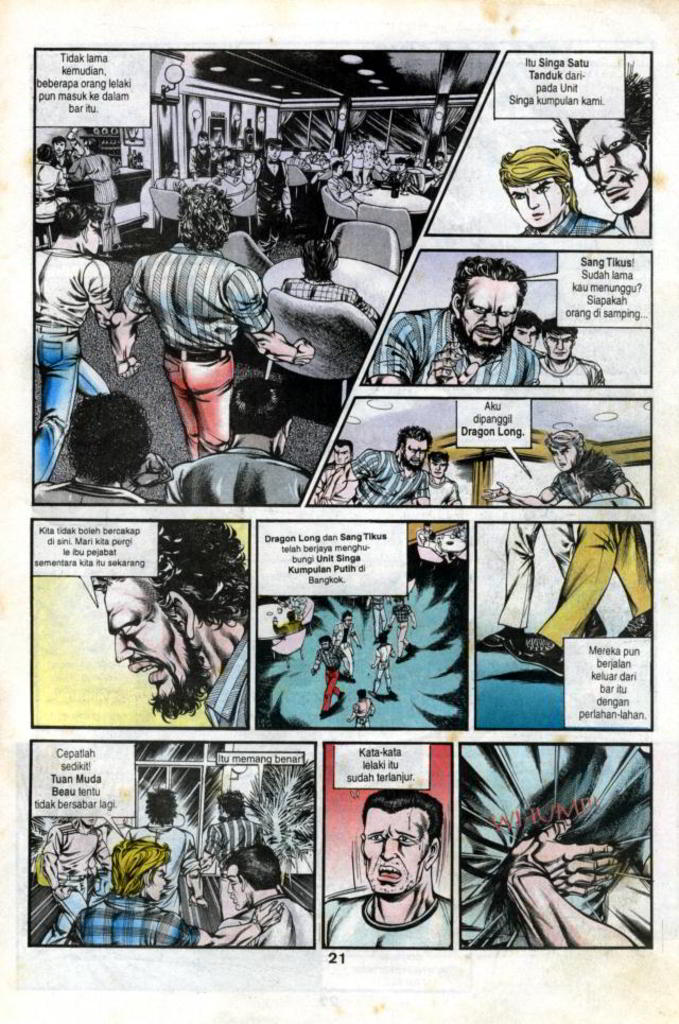 Tidak lama
kemudian,
beberapa orang lelaki
pun masuk ke dalam
bar itu.
Itu Singa Satu
Tanduk dari-
pada Unit
Singa kumpulan kami.
Sang Tikus!
Sudah lama
kau menunggu?
Siapakah
orang di samping...
Aku
dipanggil
Dragon Long.
Kita tidak boleh bercakap
di sini. Mari kita pergi
le ibu pejabat
sementara kita itu sekarang
Dragon Long dan Sang Tikus
telah berjaya menghu-
bungi Unit Singa
Kumpulan Putih di
Bangkok.
Mereka pun
berjalan
keluar dari
bar itu
dengan
perlahan-lahan.
Cepatlah
sedikit!
Tuan Muda
Beau tentu
tidak bersabar lagi.
Itu memang benar!
Kata-kata
lelaki itu
sudah terlanjur.
WHUMP!
21